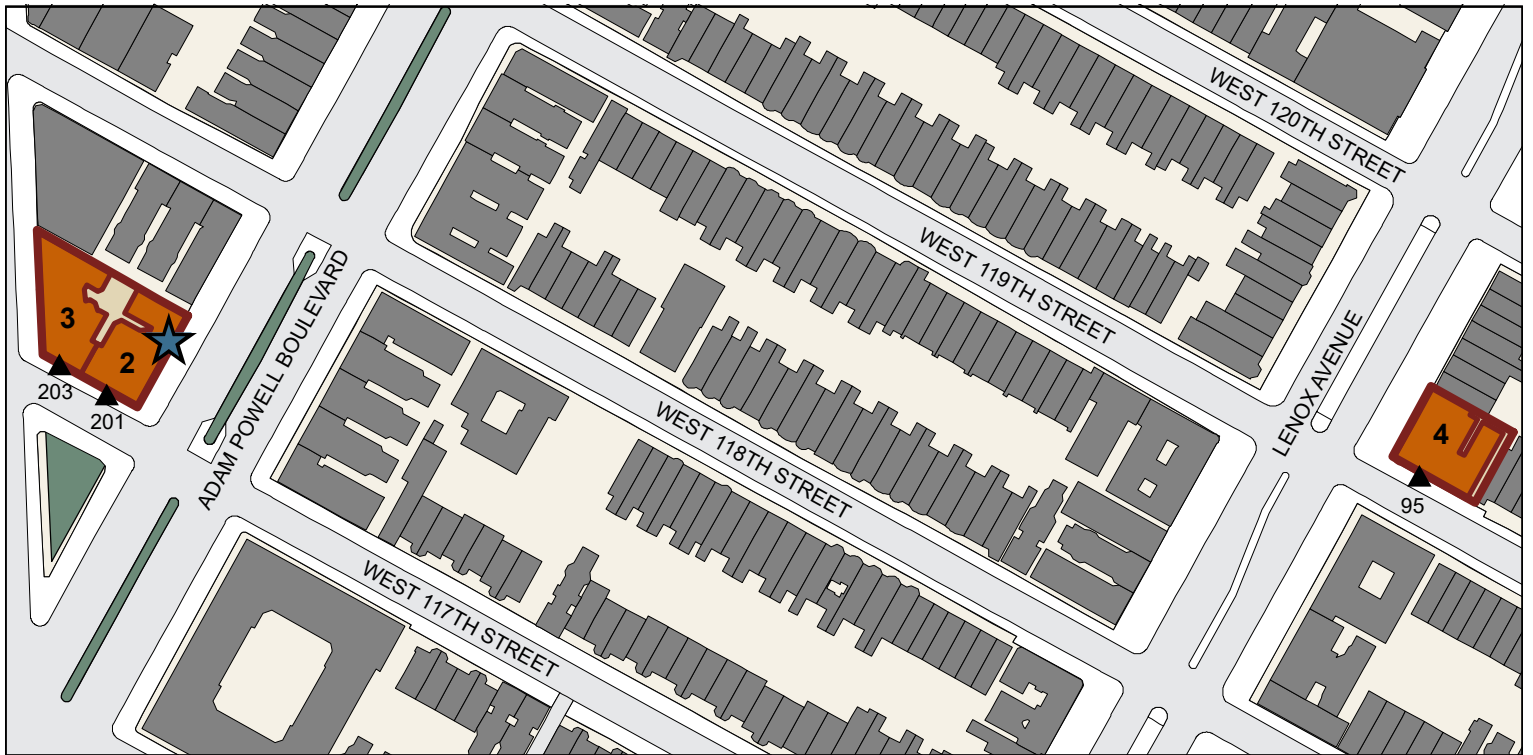 WEST 120TH STREET
WEST 119TH STREET
ADAM POWELL BOULEVARD
LENOX AVENUE
3
2
203
201
4
95
WEST 118TH STREET
WEST 117TH STREET